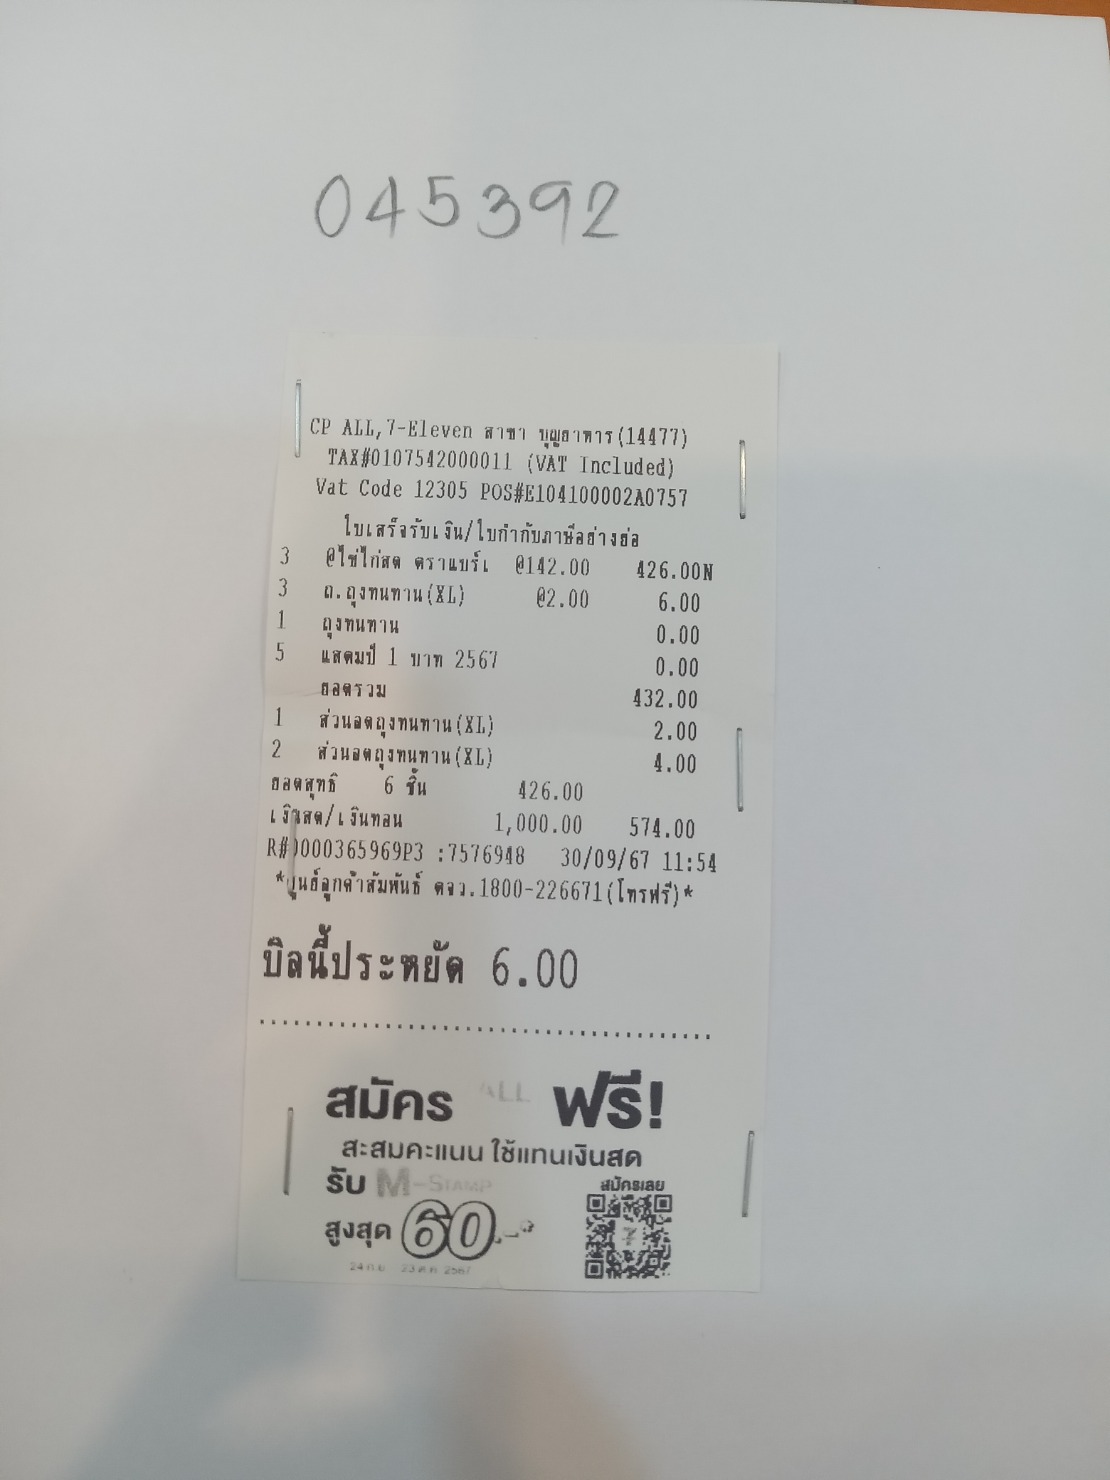 045392
CP ALL,7-Eleven สาขา บุญธาหาร(14477)
TAX#0107542000011 (VAT Included)
Vat Code 12305 POS#E104100002A0757
ใบเสร็จรับเงิน/ใบกำกับภาษีอย่างย่อ
3 @ไข่ไก่สด ตราแบร์เ @142.00 426.00N
3 ถ.ถุงทนทาน(XL) @2.00 6.00
1 ถุงทนทาน 0.00
5 แสตมป์ 1 บาท 2567 0.00
ยอดรวม 432.00
1 ส่วนลดถุงทนทาน(XL) 2.00
2 ส่วนลดถุงทนทาน(XL) 4.00
ยอดสุทธิ 6 ชิ้น 426.00
เงินสด/เงินทอน 1,000.00 574.00
R#0000365969P3 :7576948 30/09/67 11:54
*ศูนย์ลูกค้าสัมพันธ์ ตจว.1800-226671(โทรฟรี)*
บิลนี้ประหยัด 6.00
สมัคร ALL ฟรี!
สะสมคะแนน ใช้แทนเงินสด
รับ M-STAMP
สมัครเลย
สูงสุด 60.-
24 ก.ย. 23 ต.ค. 2567